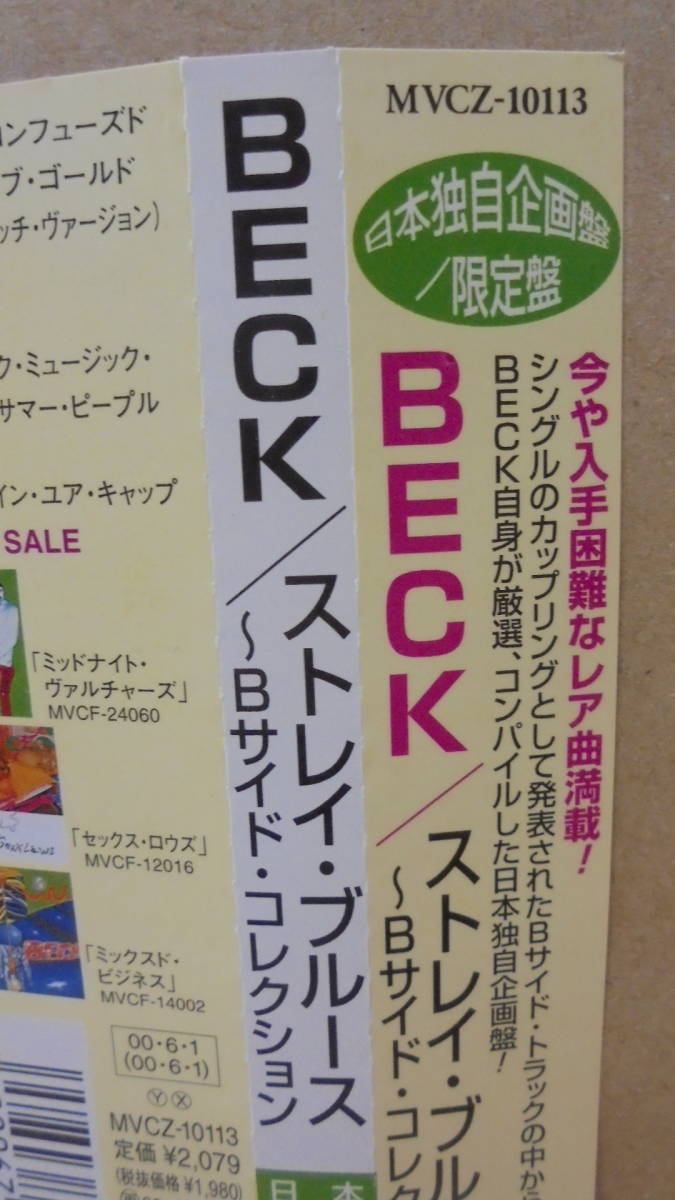 MVCZ-10113
日本独自企画盤
/限定盤
今や入手困難なレア曲満載!
シングルのカップリングとして発表されたBサイド・トラックの中から
BECK自身が厳選、コンパイルした日本独自企画盤!
BECK/ストレイ・ブル
~Bサイド・コレク
BECK/ストレイ・ブルース
~Bサイド・コレクション
日本
ンフューズド
ブ・ゴールド
ッチ・ヴァージョン)
ク・ミュージック・
サマー・ピープル
イン・ユア・キャップ
SALE
「ミッドナイト・
ヴァルチャーズ」
MVCF-24060
「セックス・ロウズ」
MVCF-12016
「ミックスド・
ビジネス」
MVCF-14002
00・6・1
(00・6・1)
Ⓨ Ⓧ
MVCZ-10113
定価 ¥2,079
(税抜価格 ¥1,980)